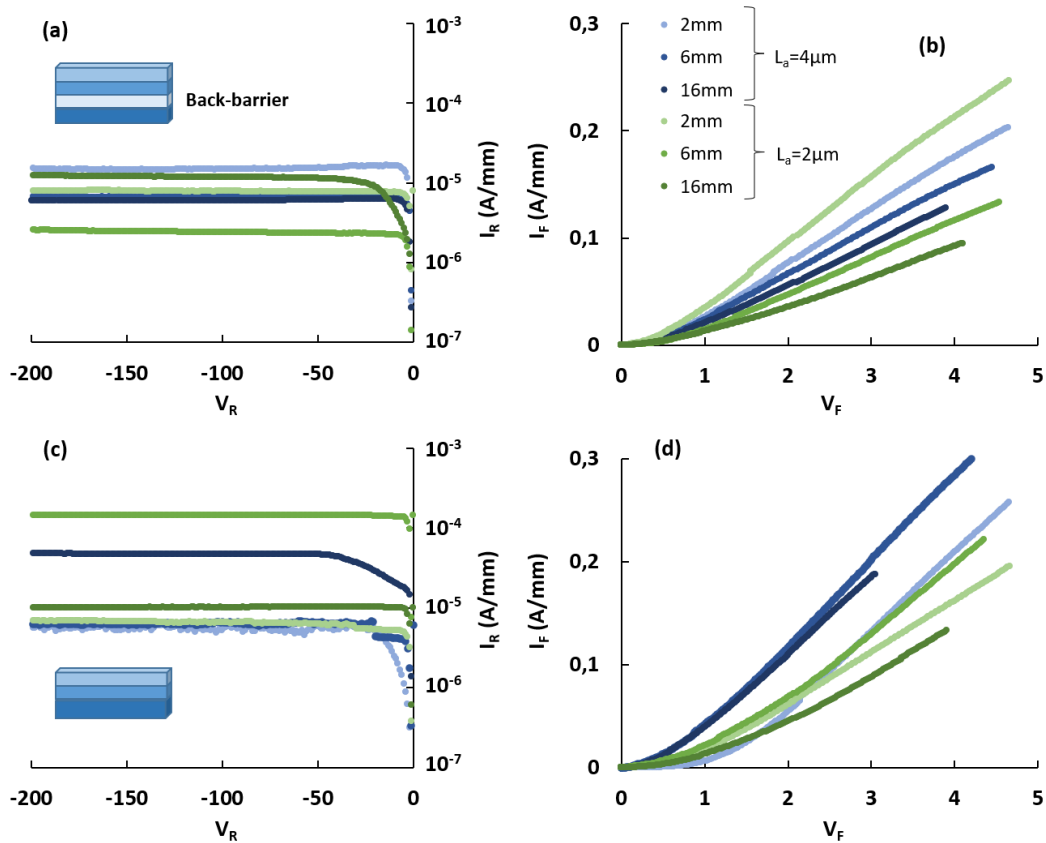 (a)
Back-barrier
10⁻³
10⁻⁴
10⁻⁵
10⁻⁶
10⁻⁷
I_R (A/mm)
-200 -150 -100 -50 0
V_R
(b)
0,3
0,2
0,1
0
I_F (A/mm)
0 1 2 3 4 5
V_F
2mm
6mm
16mm
Lₐ=4μm
2mm
6mm
16mm
Lₐ=2μm
(c)
10⁻³
10⁻⁴
10⁻⁵
10⁻⁶
10⁻⁷
I_R (A/mm)
-200 -150 -100 -50 0
V_R
(d)
0,3
0,2
0,1
0
I_F (A/mm)
0 1 2 3 4 5
V_F